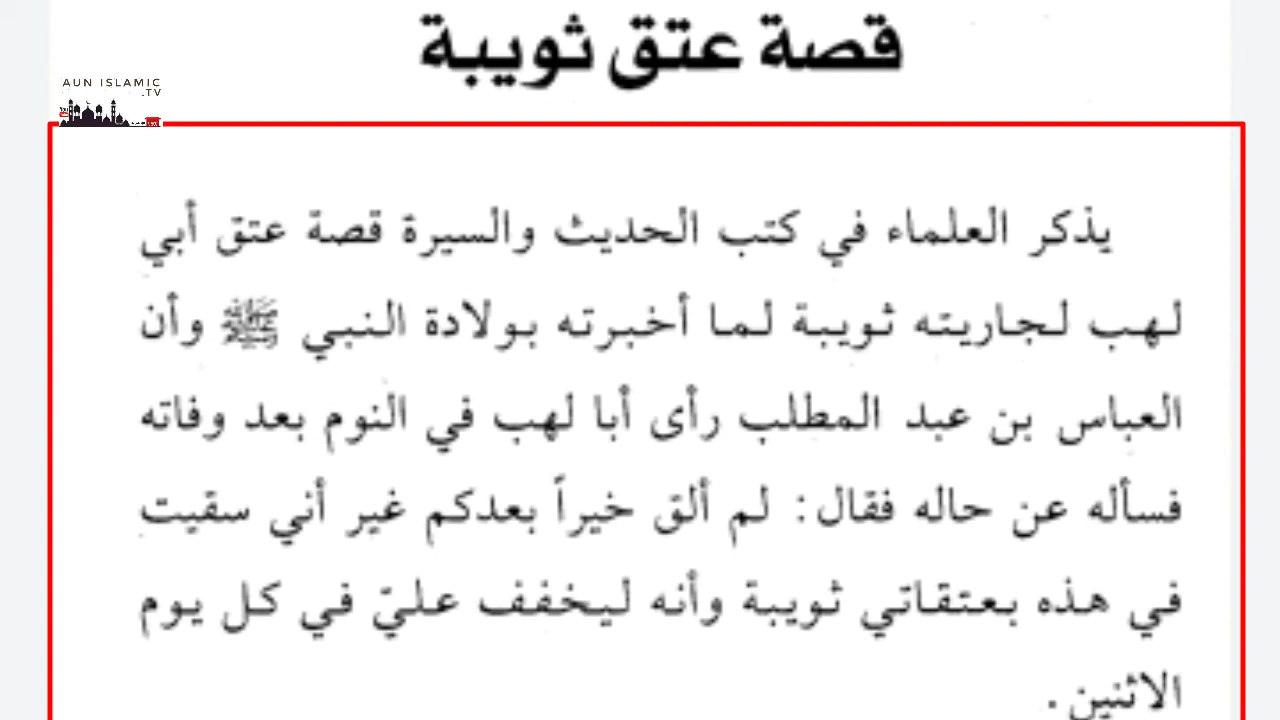 قصة عتق ثويبة
AUN ISLAMIC
.TV
يذكر العلماء في كتب الحديث والسيرة قصة عتق أبي
لهب لجاريته ثويبة لما أخبرته بولادة النبي ﷺ وأن
العباس بن عبد المطلب رأى أبا لهب في النوم بعد وفاته
فسأله عن حاله فقال: لم ألق خيراً بعدكم غير أني سقيت
في هذه بعتقاتي ثويبة وأنه ليخفف عليّ في كل يوم
الاثنين.